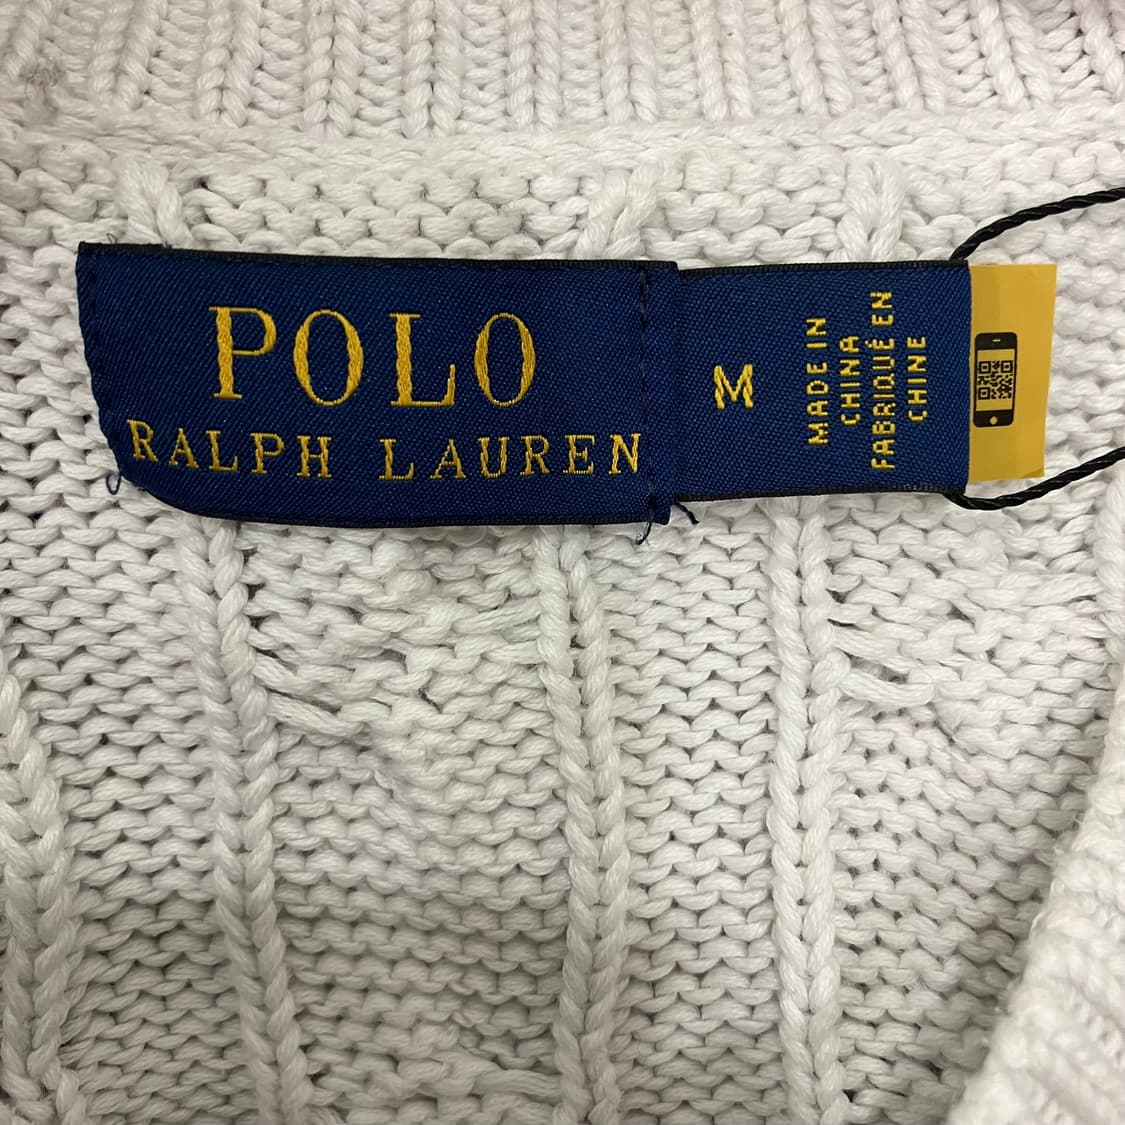 POLO
RALPH LAUREN
M
MADE IN
CHINA
FABRIQUÉ EN
CHINE